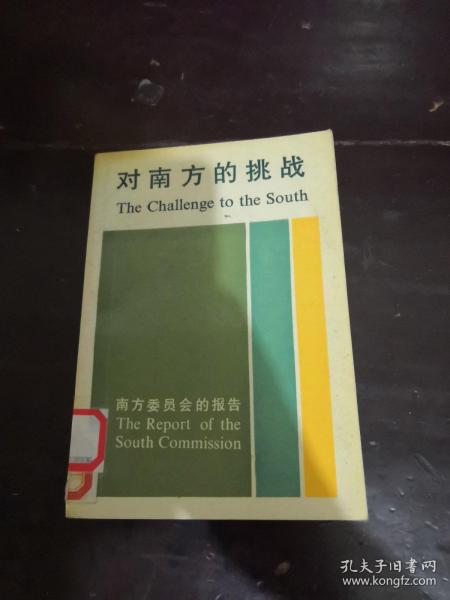 对南方的挑战
The Challenge to the South
南方委员会的报告
The Report of the
South Commission
孔夫子旧书网
www.kongfz.com